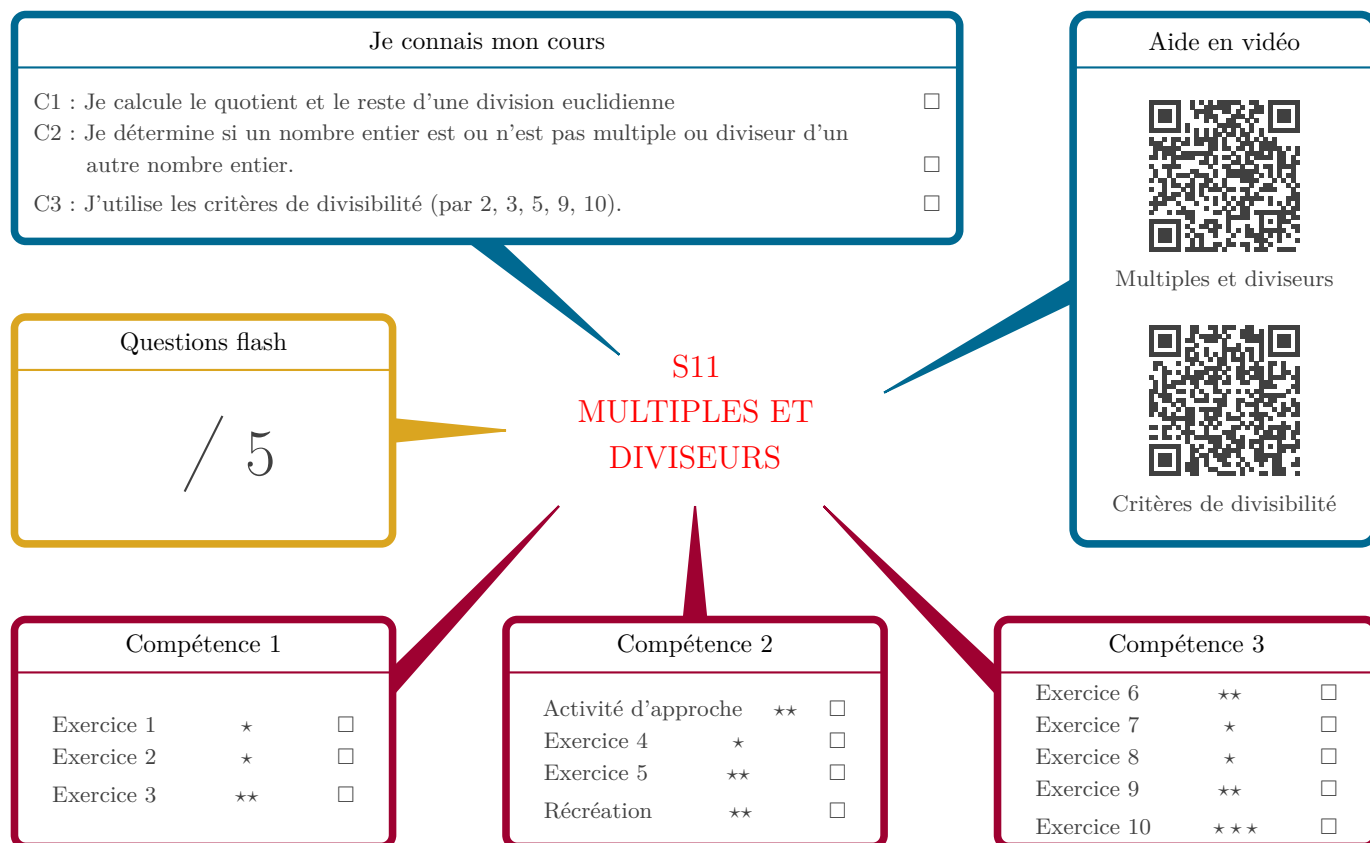 Je connais mon cours
C1 : Je calcule le quotient et le reste d'une division euclidienne □
C2 : Je détermine si un nombre entier est ou n'est pas multiple ou diviseur d'un
autre nombre entier. □
C3 : J'utilise les critères de divisibilité (par 2, 3, 5, 9, 10). □
Aide en vidéo
Multiples et diviseurs
Critères de divisibilité
Questions flash
/ 5
S11
MULTIPLES ET
DIVISEURS
Compétence 1
Exercice 1 ⋆ □
Exercice 2 ⋆ □
Exercice 3 ⋆⋆ □
Compétence 2
Activité d'approche ⋆⋆ □
Exercice 4 ⋆ □
Exercice 5 ⋆⋆ □
Récréation ⋆⋆ □
Compétence 3
Exercice 6 ⋆⋆ □
Exercice 7 ⋆ □
Exercice 8 ⋆ □
Exercice 9 ⋆⋆ □
Exercice 10 ⋆ ⋆ ⋆ □